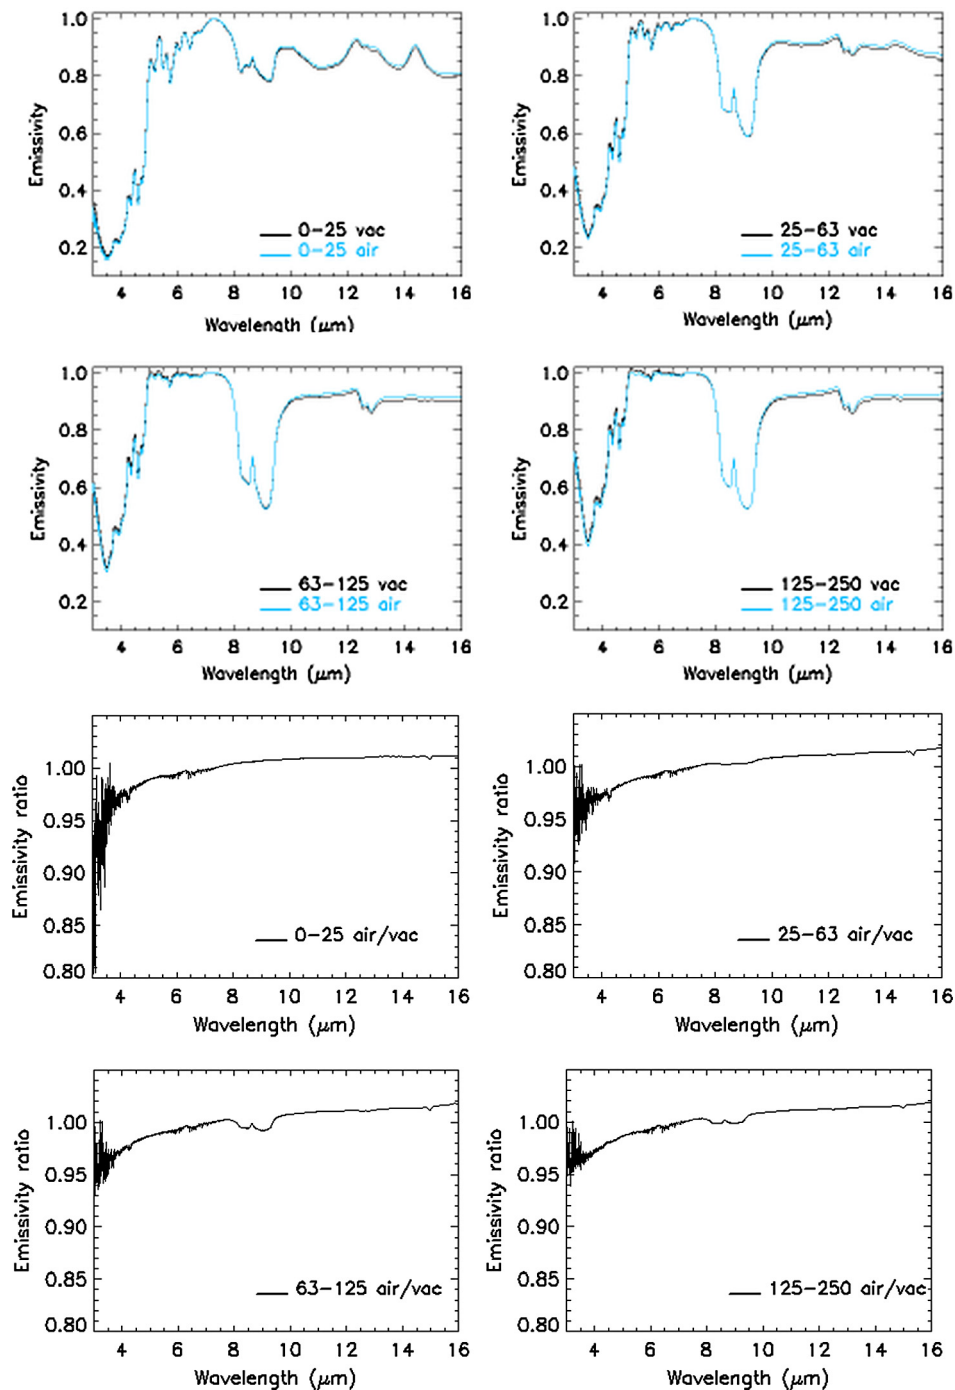 1.0
0.8
0.6
0.4
0.2
Emissivity
0–25 vac
0–25 air
4 6 8 10 12 14 16
Wavelength (μm)
1.0
0.8
0.6
0.4
0.2
Emissivity
25–63 vac
25–63 air
4 6 8 10 12 14 16
Wavelength (μm)
1.0
0.8
0.6
0.4
0.2
Emissivity
63–125 vac
63–125 air
4 6 8 10 12 14 16
Wavelength (μm)
1.0
0.8
0.6
0.4
0.2
Emissivity
125–250 vac
125–250 air
4 6 8 10 12 14 16
Wavelength (μm)
1.00
0.95
0.90
0.85
0.80
Emissivity ratio
0–25 air/vac
4 6 8 10 12 14 16
Wavelength (μm)
1.00
0.95
0.90
0.85
0.80
Emissivity ratio
25–63 air/vac
4 6 8 10 12 14 16
Wavelength (μm)
1.00
0.95
0.90
0.85
0.80
Emissivity ratio
63–125 air/vac
4 6 8 10 12 14 16
Wavelength (μm)
1.00
0.95
0.90
0.85
0.80
Emissivity ratio
125–250 air/vac
4 6 8 10 12 14 16
Wavelength (μm)